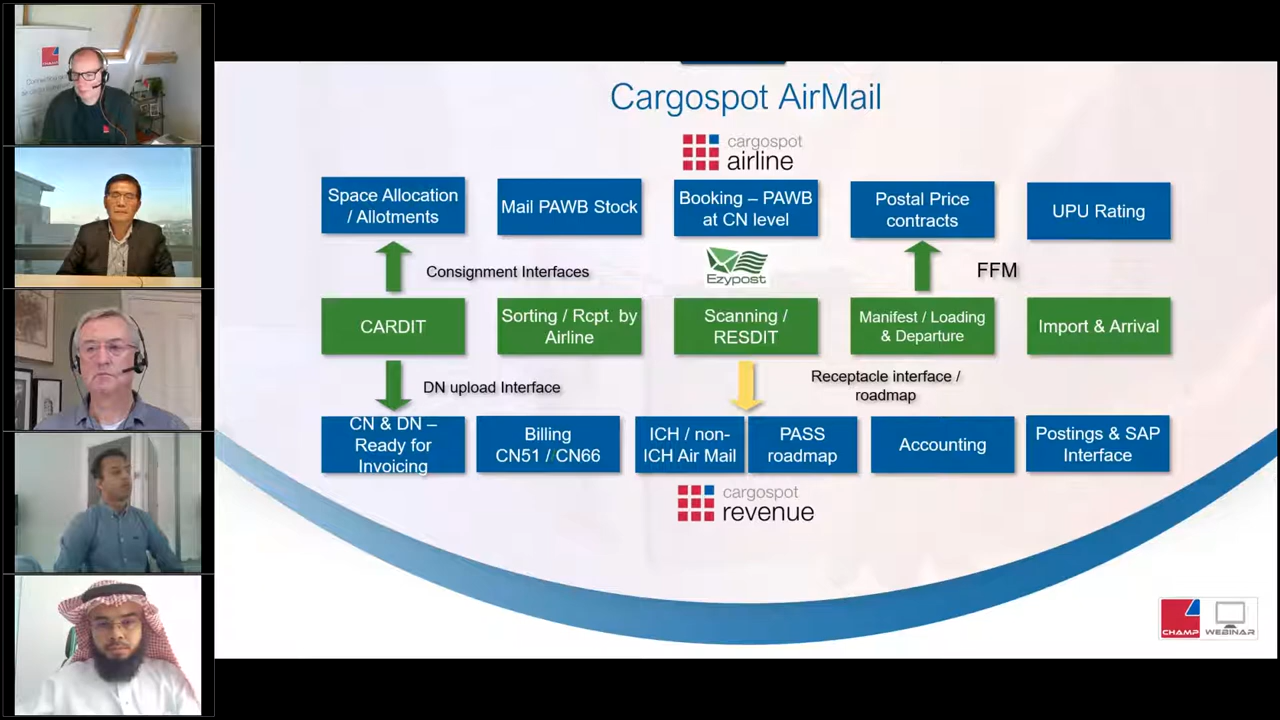 Cargospot AirMail
cargospot
airline
Space Allocation
/ Allotments
Mail PAWB Stock
Booking – PAWB
at CN level
Postal Price
contracts
UPU Rating
Consignment Interfaces
Ezypost
FFM
CARDIT
Sorting / Rcpt. by
Airline
Scanning /
RESDIT
Manifest / Loading
& Departure
Import & Arrival
DN upload Interface
Receptacle interface /
roadmap
CN & DN –
Ready for
Invoicing
Billing
CN51 / CN66
ICH / non-
ICH Air Mail
PASS
roadmap
Accounting
Postings & SAP
Interface
cargospot
revenue
CHAMP
WEBINAR